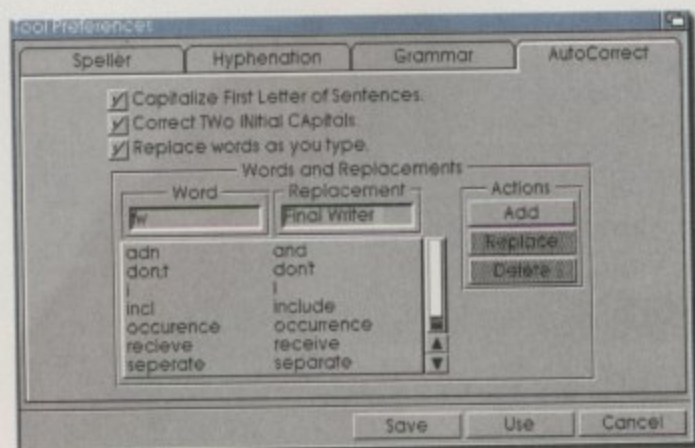 Tool Preferences
Speller Hyphenation Grammar AutoCorrect
Capitalize First Letter of Sentences.
Correct TWo INitial CApitals.
Replace words as you type.
Words and Replacements
Word Replacement Actions
fw Final Writer Add
Replace
Delete
adn and
don,t don't
i I
incl include
occurence occurrence
recieve receive
seperate separate
Save Use Cancel